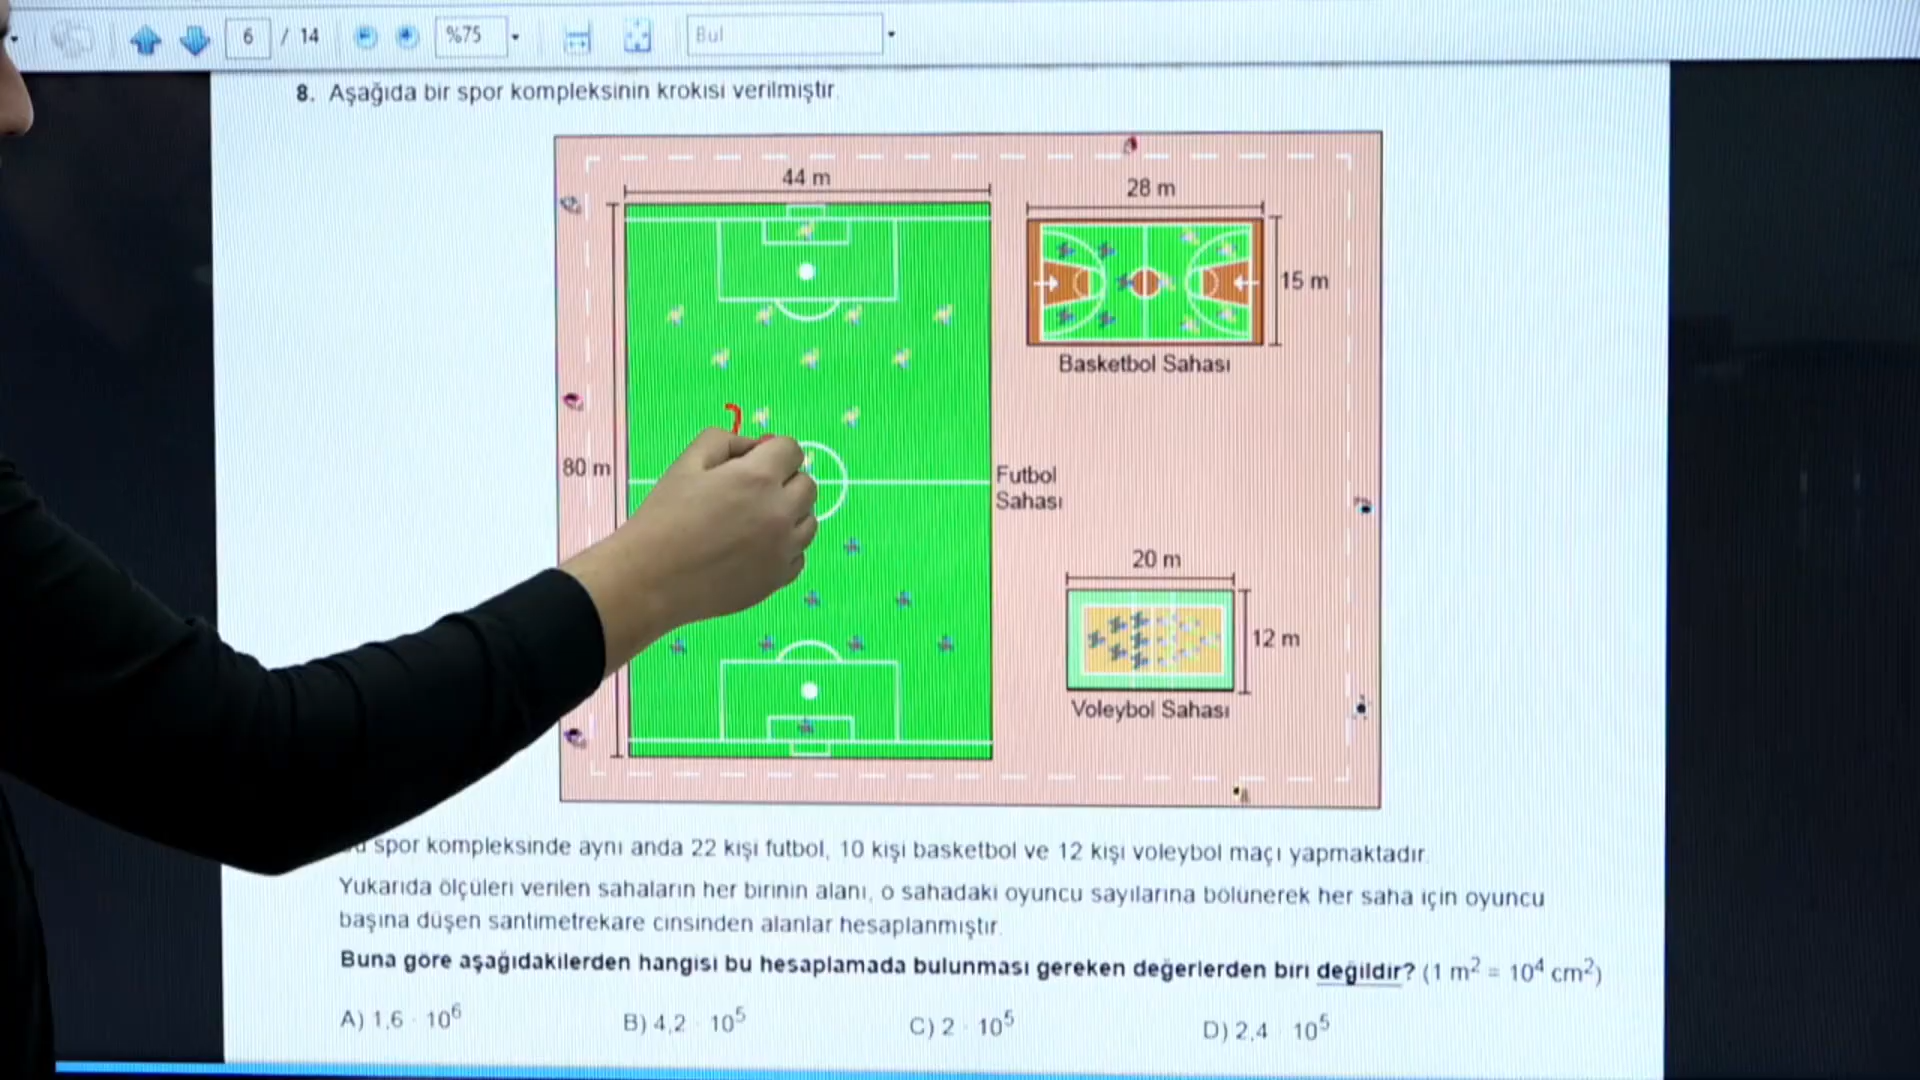 6 / 14 %75 Bul
8. Aşağıda bir spor kompleksinin krokisi verilmiştir.
44 m
28 m
15 m
Basketbol Sahası
80 m
Futbol
Sahası
20 m
12 m
Voleybol Sahası
spor kompleksinde aynı anda 22 kişi futbol, 10 kişi basketbol ve 12 kişi voleybol maçı yapmaktadır.
Yukarıda ölçüleri verilen sahaların her birinin alanı, o sahadaki oyuncu sayılarına bölünerek her saha için oyuncu
başına düşen santimetrekare cinsinden alanlar hesaplanmıştır.
Buna göre aşağıdakilerden hangisi bu hesaplamada bulunması gereken değerlerden biri değildir? (1 m² = 10⁴ cm²)
A) 1,6 · 10⁶ B) 4,2 · 10⁵ C) 2 · 10⁵ D) 2,4 · 10⁵